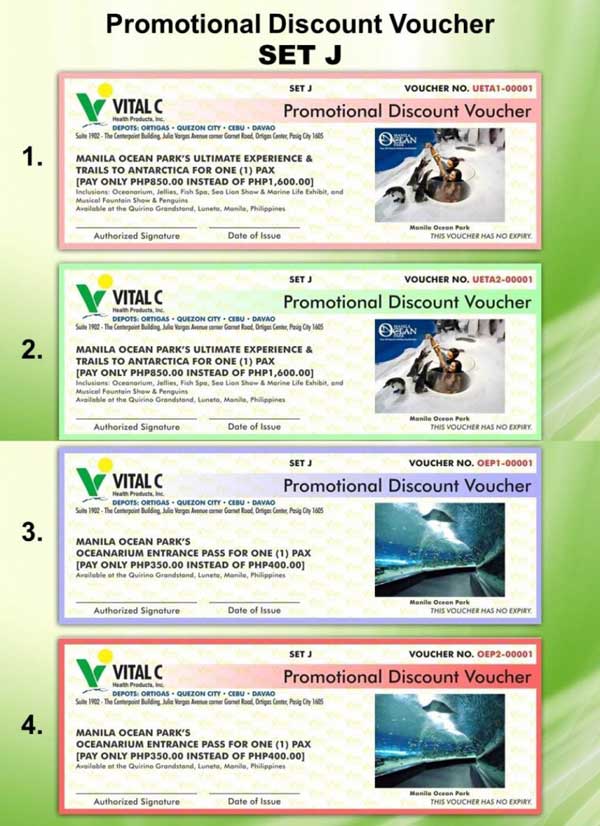 Promotional Discount Voucher
SET J
1.
SET J VOUCHER NO. UETA1-00001
VITAL C
Health Products, Inc.
Promotional Discount Voucher
DEPOTS: ORTIGAS • QUEZON CITY • CEBU • DAVAO
Suite 1902 - The Centerpoint Building, Julia Vargas Avenue corner Garnet Road, Ortigas Center, Pasig City 1605
MANILA OCEAN PARK'S ULTIMATE EXPERIENCE &
TRAILS TO ANTARCTICA FOR ONE (1) PAX
[PAY ONLY PHP850.00 INSTEAD OF PHP1,600.00]
Inclusions: Oceanarium, Jellies, Fish Spa, Sea Lion Show & Marine Life Exhibit, and
Musical Fountain Show & Penguins
Available at the Quirino Grandstand, Luneta, Manila, Philippines
MANILA
OCEAN
PARK
Manila Ocean Park
Authorized Signature Date of Issue THIS VOUCHER HAS NO EXPIRY.
2.
SET J VOUCHER NO. UETA2-00001
VITAL C
Health Products, Inc.
Promotional Discount Voucher
DEPOTS: ORTIGAS • QUEZON CITY • CEBU • DAVAO
Suite 1902 - The Centerpoint Building, Julia Vargas Avenue corner Garnet Road, Ortigas Center, Pasig City 1605
MANILA OCEAN PARK'S ULTIMATE EXPERIENCE &
TRAILS TO ANTARCTICA FOR ONE (1) PAX
[PAY ONLY PHP850.00 INSTEAD OF PHP1,600.00]
Inclusions: Oceanarium, Jellies, Fish Spa, Sea Lion Show & Marine Life Exhibit, and
Musical Fountain Show & Penguins
Available at the Quirino Grandstand, Luneta, Manila, Philippines
MANILA
OCEAN
PARK
Manila Ocean Park
Authorized Signature Date of Issue THIS VOUCHER HAS NO EXPIRY.
3.
SET J VOUCHER NO. OEP1-00001
VITAL C
Health Products, Inc.
Promotional Discount Voucher
DEPOTS: ORTIGAS • QUEZON CITY • CEBU • DAVAO
Suite 1902 - The Centerpoint Building, Julia Vargas Avenue corner Garnet Road, Ortigas Center, Pasig City 1605
MANILA OCEAN PARK'S
OCEANARIUM ENTRANCE PASS FOR ONE (1) PAX
[PAY ONLY PHP350.00 INSTEAD OF PHP400.00]
Available at the Quirino Grandstand, Luneta, Manila, Philippines
Manila Ocean Park
Authorized Signature Date of Issue THIS VOUCHER HAS NO EXPIRY.
4.
SET J VOUCHER NO. OEP2-00001
VITAL C
Health Products, Inc.
Promotional Discount Voucher
DEPOTS: ORTIGAS • QUEZON CITY • CEBU • DAVAO
Suite 1902 - The Centerpoint Building, Julia Vargas Avenue corner Garnet Road, Ortigas Center, Pasig City 1605
MANILA OCEAN PARK'S
OCEANARIUM ENTRANCE PASS FOR ONE (1) PAX
[PAY ONLY PHP350.00 INSTEAD OF PHP400.00]
Available at the Quirino Grandstand, Luneta, Manila, Philippines
Manila Ocean Park
Authorized Signature Date of Issue THIS VOUCHER HAS NO EXPIRY.